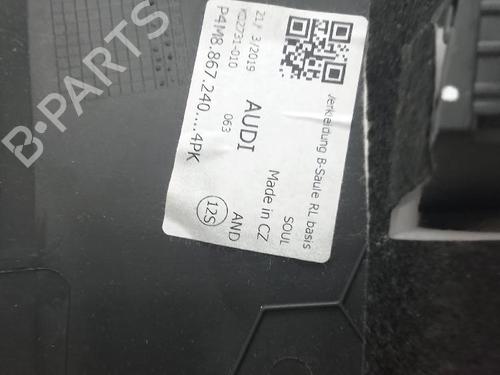 Verkleidung B-Säule RL basis
SOUL
Made in CZ
AND
12S
AUDI
063
21/ 3/2019
KD2731-010
P4M8.867.240....4PK
B-PARTS